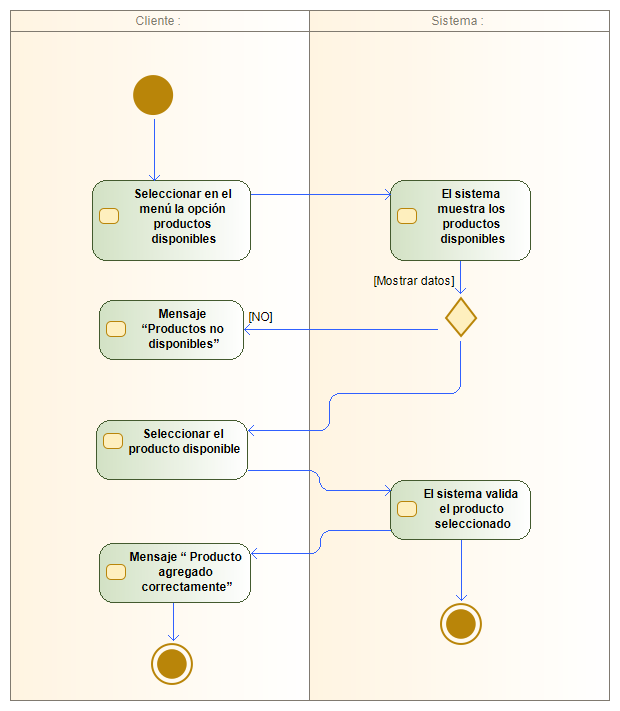 Cliente :
Sistema :
Seleccionar en el
menú la opción
productos
disponibles
El sistema
muestra los
productos
disponibles
[Mostrar datos]
Mensaje
“Productos no
disponibles”
[NO]
Seleccionar el
producto disponible
El sistema valida
el producto
seleccionado
Mensaje “ Producto
agregado
correctamente”